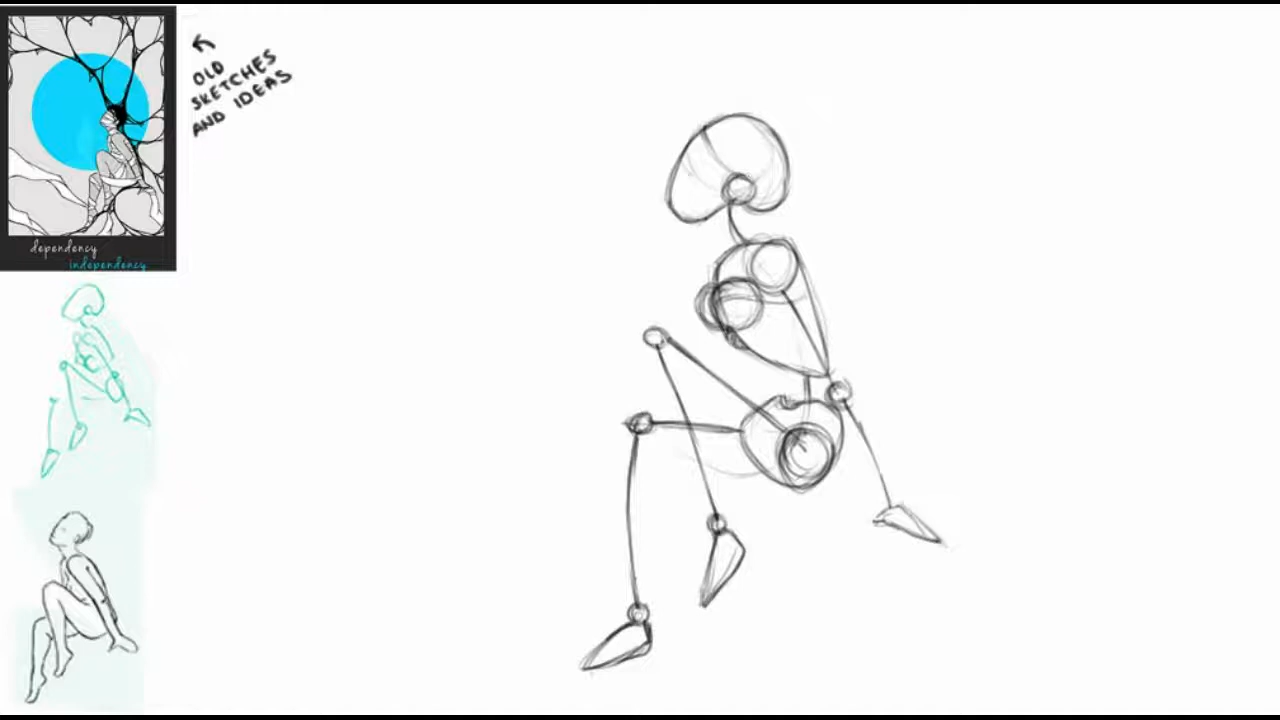 OLD
SKETCHES
AND IDEAS
dependency
independency